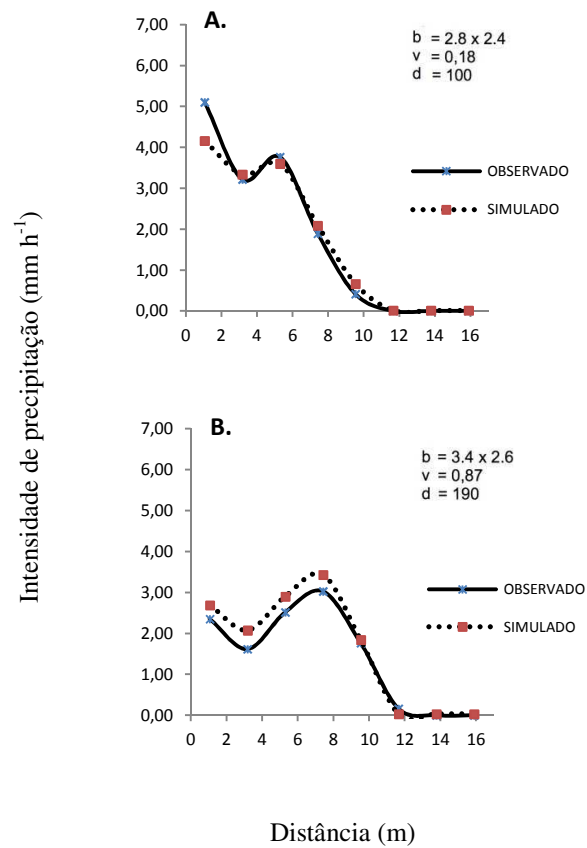 A.
b = 2.8 x 2.4
v = 0,18
d = 100
7,00
6,00
5,00
4,00
3,00
2,00
1,00
0,00
0 2 4 6 8 10 12 14 16
OBSERVADO
SIMULADO
Intensidade de precipitação (mm h⁻¹)
B.
b = 3.4 x 2.6
v = 0,87
d = 190
7,00
6,00
5,00
4,00
3,00
2,00
1,00
0,00
0 2 4 6 8 10 12 14 16
OBSERVADO
SIMULADO
Distância (m)